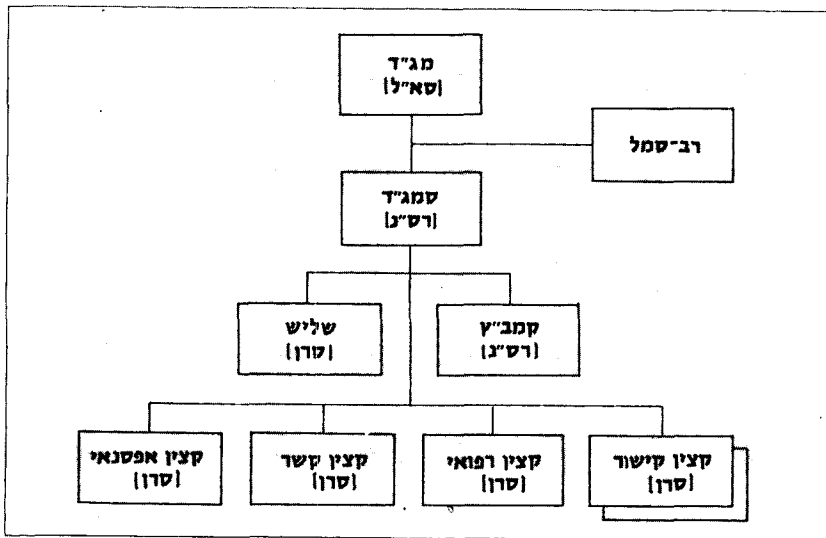 מג״ד
(סא״ל)
רב-סמל
סמג״ד
(רס״נ)
קמב״ץ
(רס״נ)
שליש
(סרן)
קצין קישור
(סרן)
קצין רפואי
(סרן)
קצין קשר
(סרן)
קצין אפסנאי
(סרן)